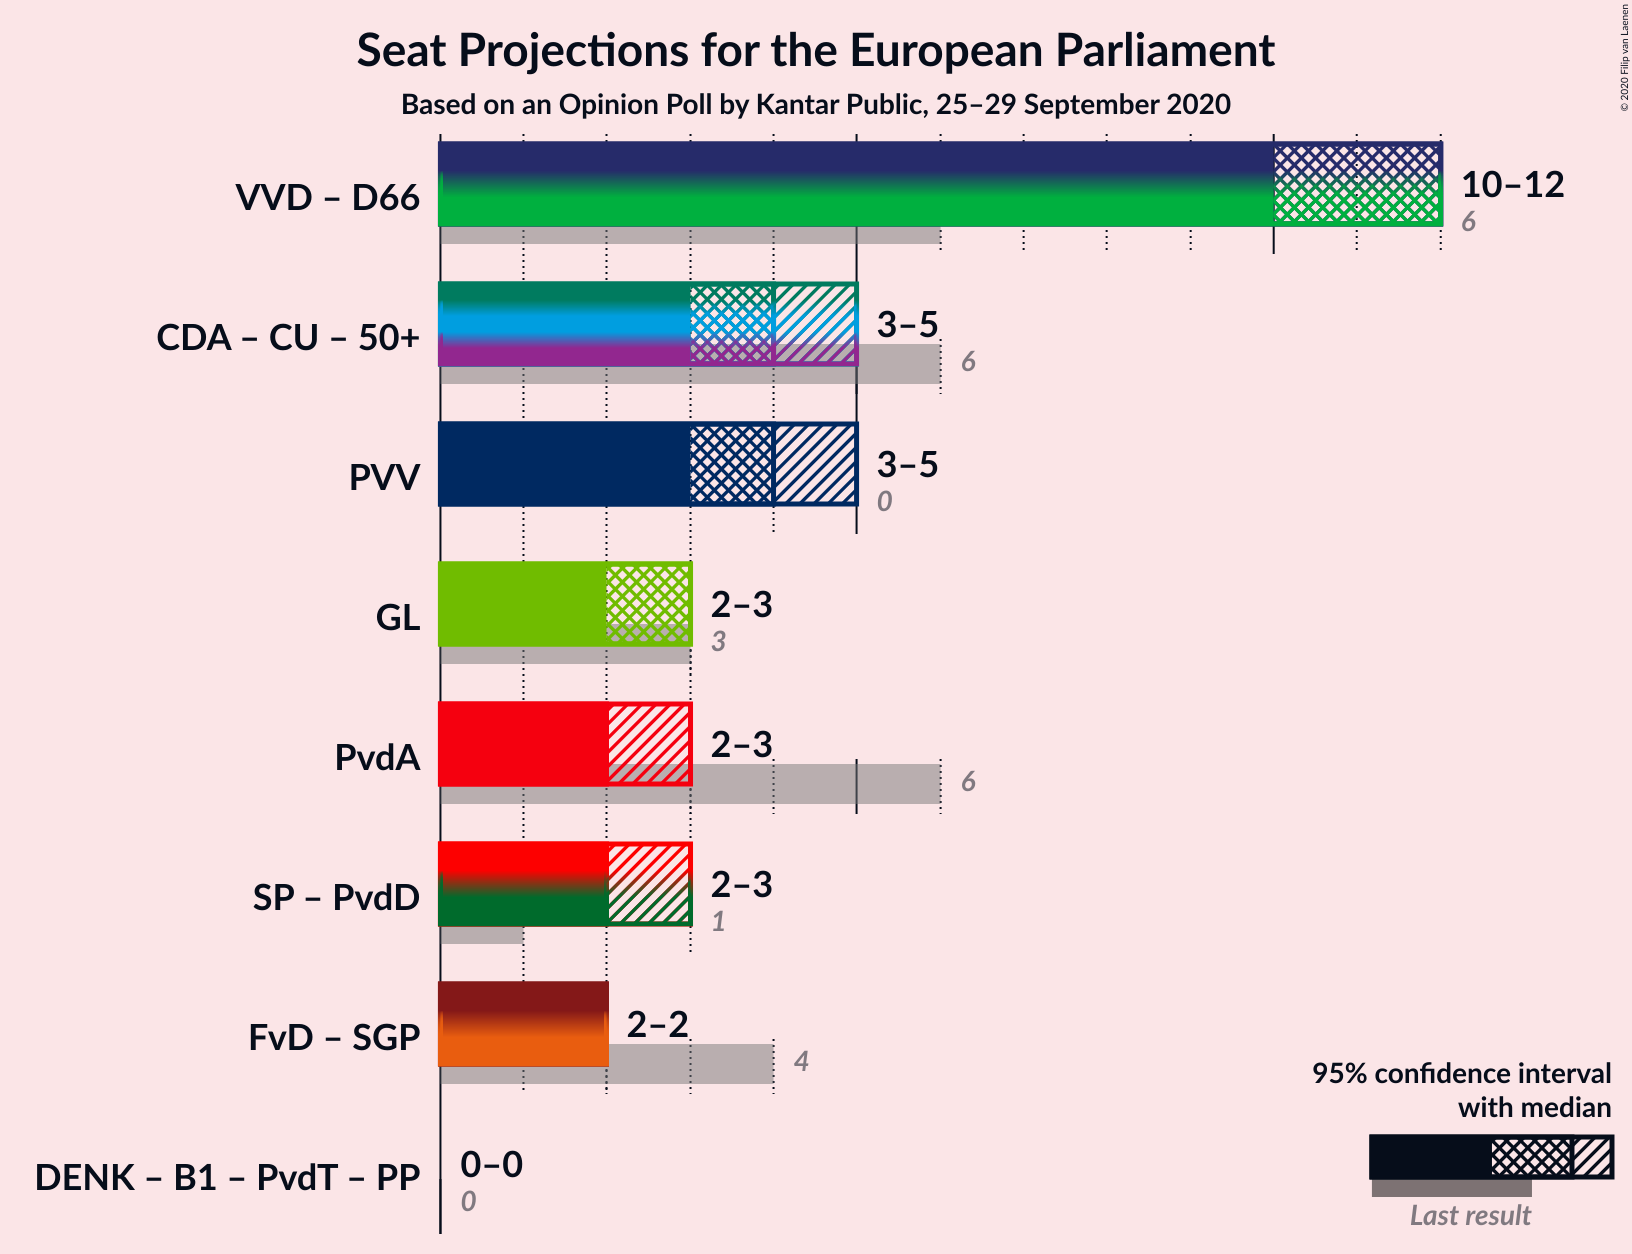 Seat Projections for the European Parliament
Based on an Opinion Poll by Kantar Public, 25–29 September 2020
© 2020 Filip van Laenen
VVD – D66
10–12
6
CDA – CU – 50+
3–5
6
PVV
3–5
0
GL
2–3
3
PvdA
2–3
6
SP – PvdD
2–3
1
FvD – SGP
2–2
4
DENK – B1 – PvdT – PP
0–0
0
95% confidence interval
with median
Last result